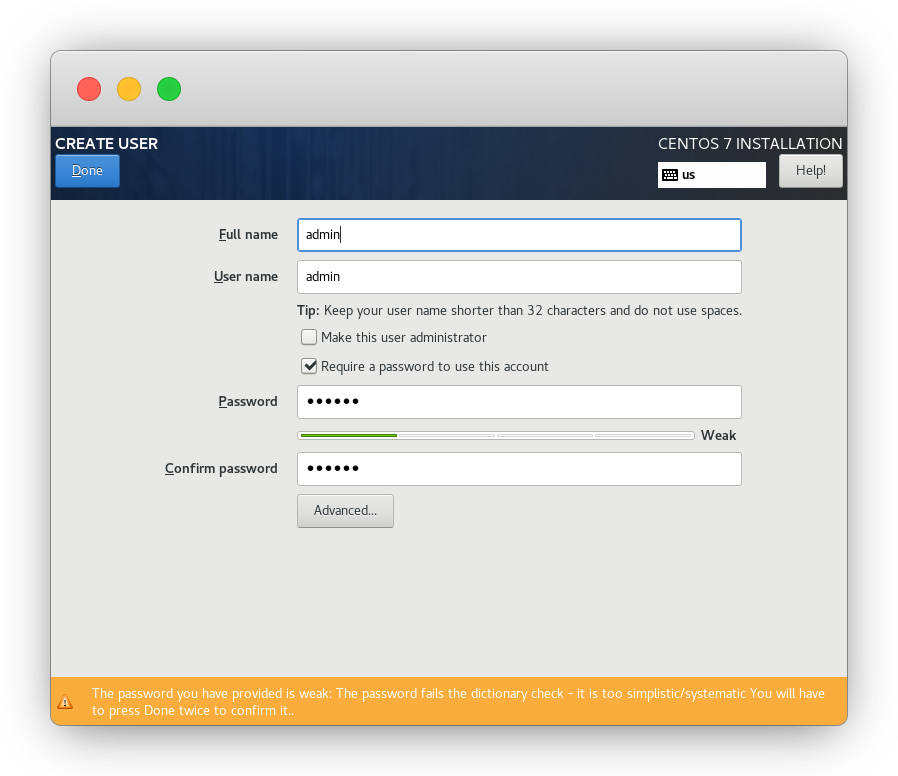 CREATE USER
CENTOS 7 INSTALLATION
Done
us
Help!
Full name
admin
User name
admin
Tip: Keep your user name shorter than 32 characters and do not use spaces.
Make this user administrator
Require a password to use this account
Password
●●●●●●
Weak
Confirm password
●●●●●●
Advanced...
The password you have provided is weak: The password fails the dictionary check - it is too simplistic/systematic You will have
to press Done twice to confirm it..